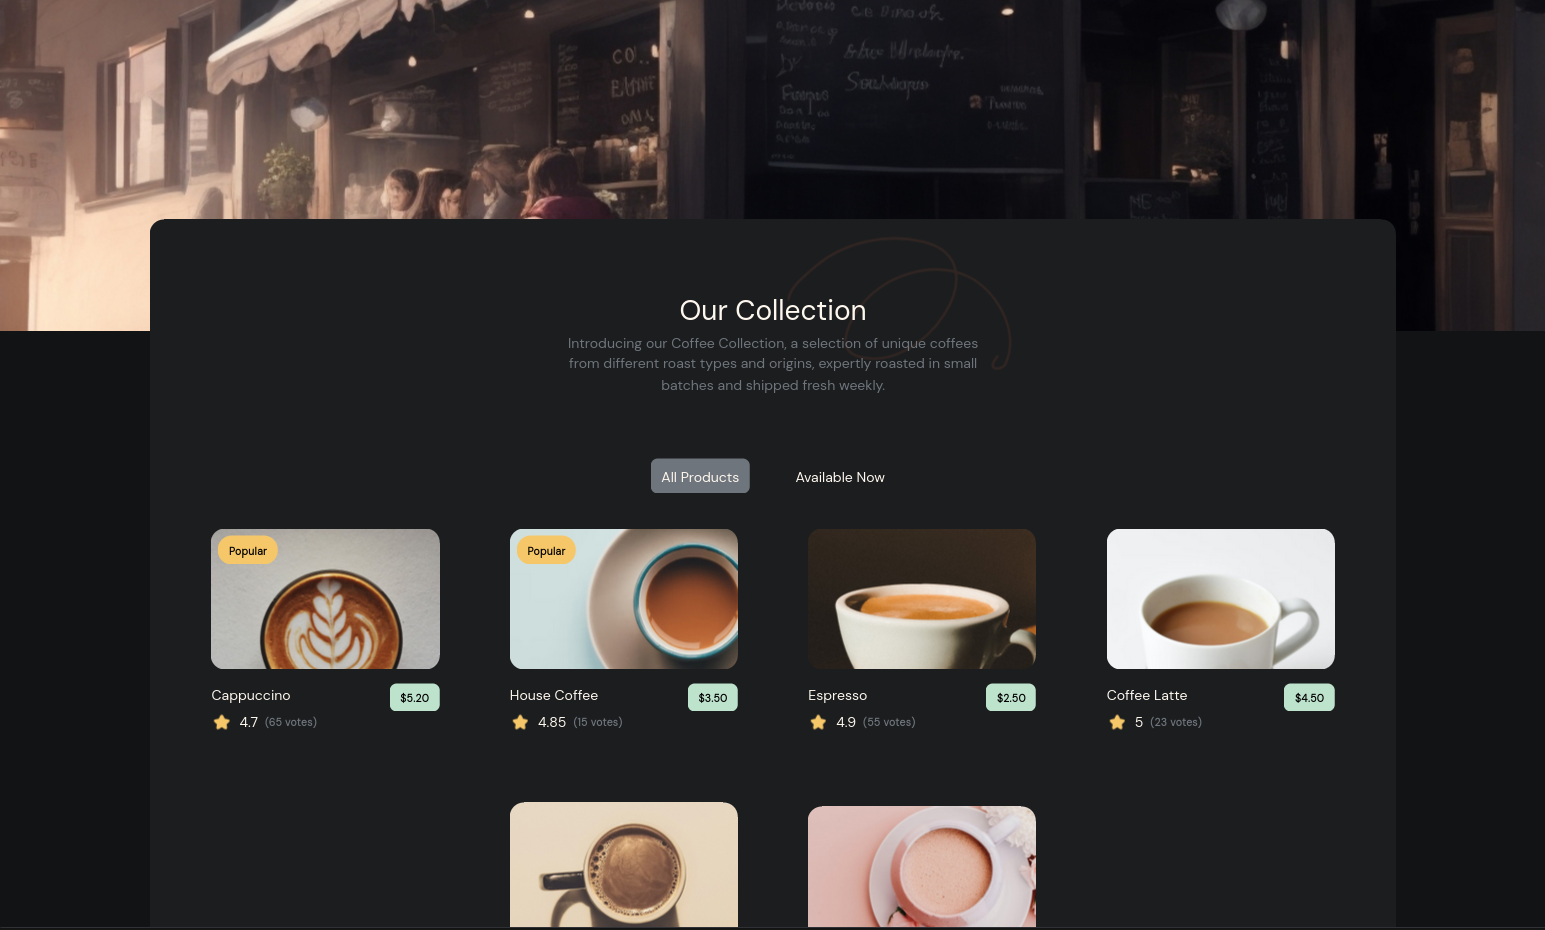 Our Collection
Introducing our Coffee Collection, a selection of unique coffees
from different roast types and origins, expertly roasted in small
batches and shipped fresh weekly.
All Products
Available Now
Popular
Popular
Cappuccino
$5.20
House Coffee
$3.50
Espresso
$2.50
Coffee Latte
$4.50
4.7 (65 votes)
4.85 (15 votes)
4.9 (55 votes)
5 (23 votes)